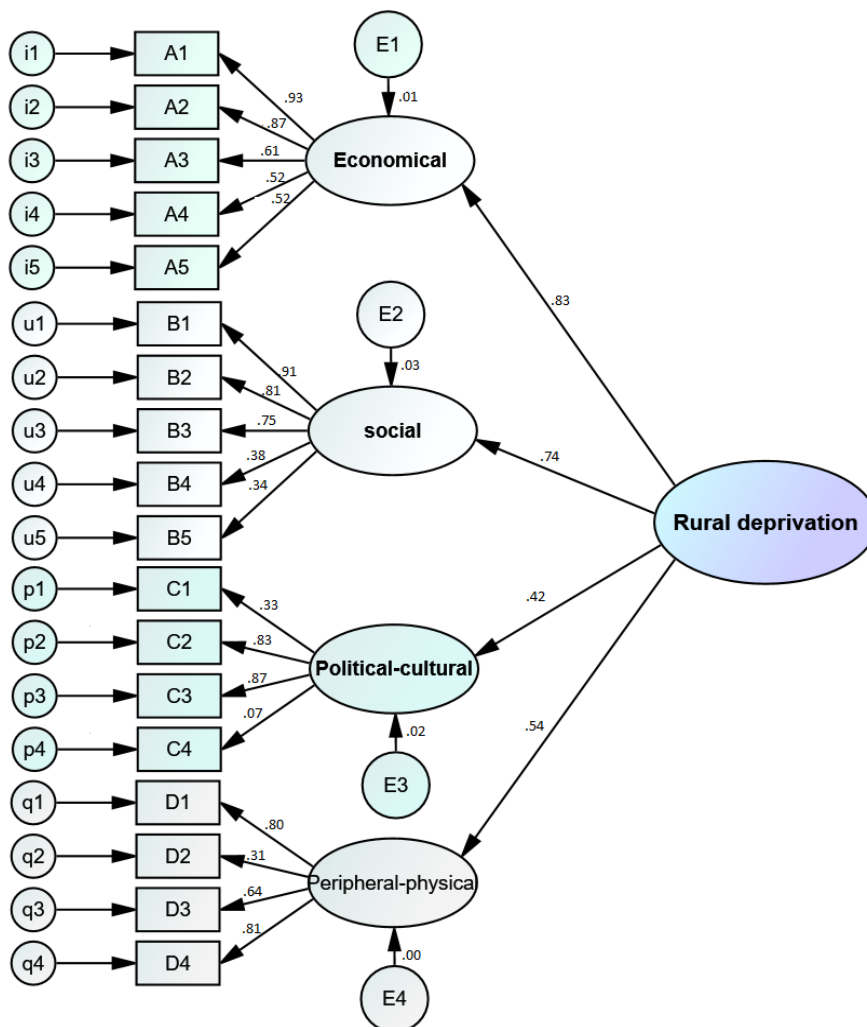 E1
i1
A1
.01
i2
A2
.93
.87
i3
A3
.61
Economical
i4
A4
.52
i5
A5
.52
.83
u1
B1
E2
u2
B2
.91
.03
.81
u3
B3
.75
social
u4
B4
.38
.74
u5
B5
.34
Rural deprivation
p1
C1
.33
.42
p2
C2
.83
p3
C3
.87
Political-cultural
p4
C4
.07
.02
.54
E3
q1
D1
.80
q2
D2
.31
Peripheral-physica
q3
D3
.64
q4
D4
.81
.00
E4